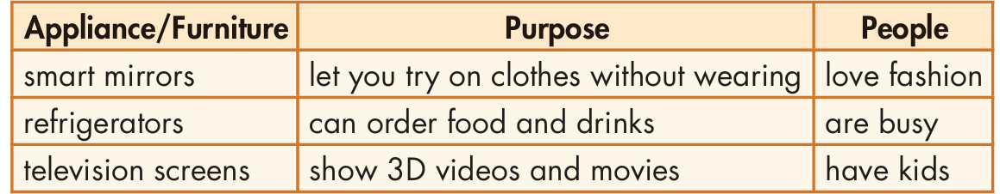 Appliance/Furniture Purpose People
smart mirrors let you try on clothes without wearing love fashion
refrigerators can order food and drinks are busy
television screens show 3D videos and movies have kids